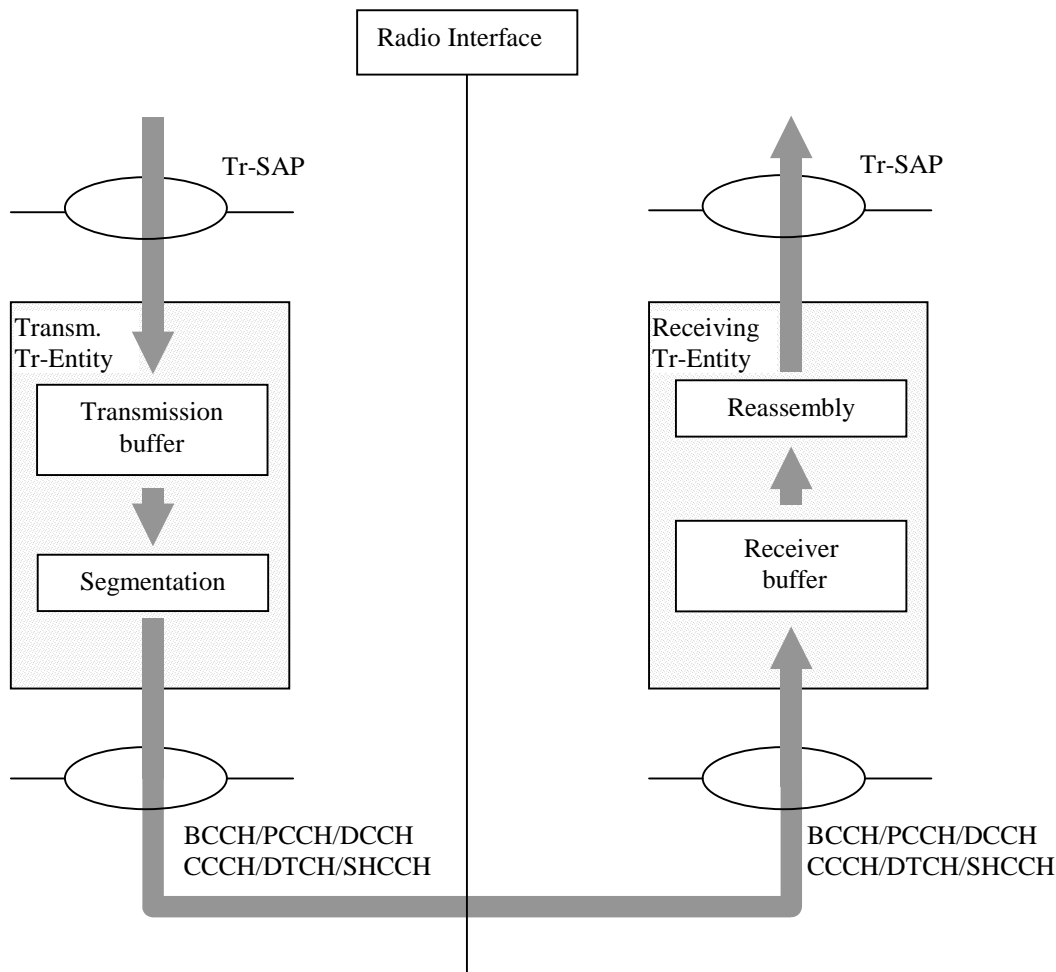 Radio Interface
Tr-SAP
Tr-SAP
Transm.
Tr-Entity
Receiving
Tr-Entity
Transmission
buffer
Reassembly
Segmentation
Receiver
buffer
BCCH/PCCH/DCCH
CCCH/DTCH/SHCCH
BCCH/PCCH/DCCH
CCCH/DTCH/SHCCH